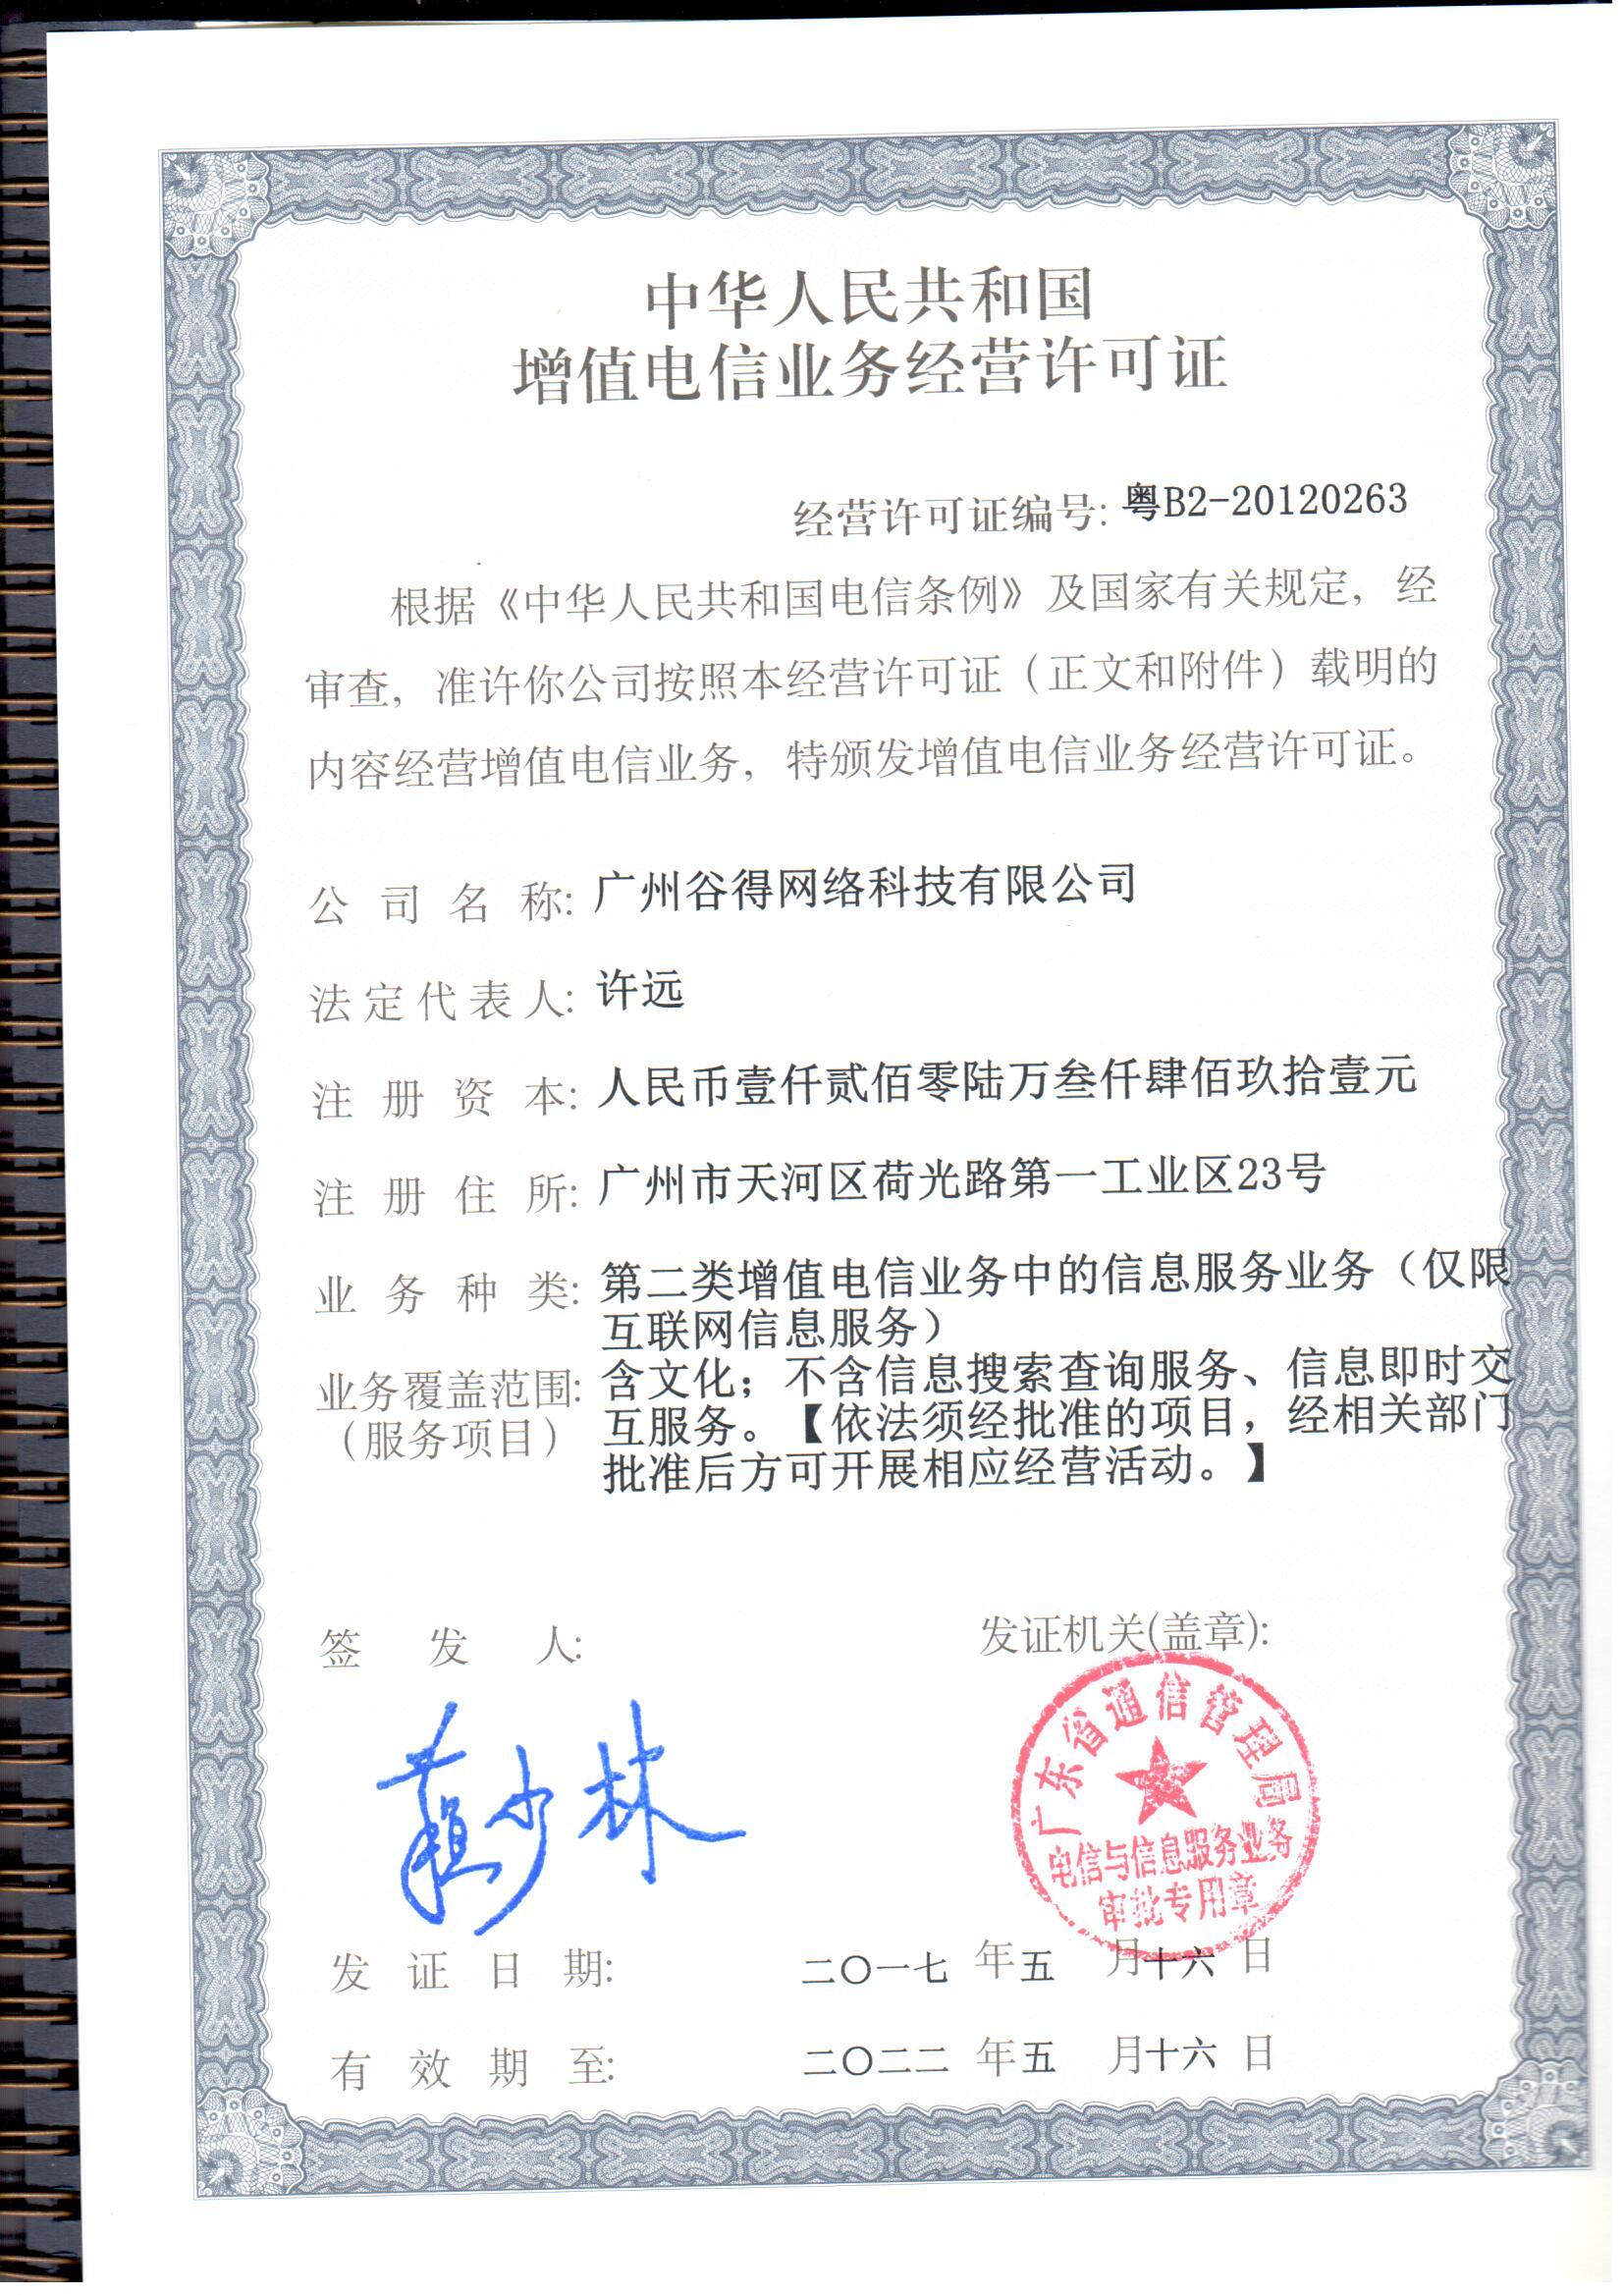 中华人民共和国
增值电信业务经营许可证
经营许可证编号: 粤B2-20120263
根据《中华人民共和国电信条例》及国家有关规定，经
审查，准许你公司按照本经营许可证（正文和附件）载明的
内容经营增值电信业务，特颁发增值电信业务经营许可证。
公司名称: 广州谷得网络科技有限公司
法定代表人: 许远
注册资本: 人民币壹仟贰佰零陆万叁仟肆佰玖拾壹元
注册住所: 广州市天河区荷光路第一工业区23号
业务种类: 第二类增值电信业务中的信息服务业务（仅限
互联网信息服务）
业务覆盖范围: 含文化；不含信息搜索查询服务、信息即时交
（服务项目） 互服务。【依法须经批准的项目，经相关部门
批准后方可开展相应经营活动。】
签发人:
发证机关(盖章):
苏少林
广东省通信管理局
电信与信息服务业务
审批专用章
发证日期: 二〇一七 年 五 月 十六 日
有效期至: 二〇二二 年 五 月 十六 日